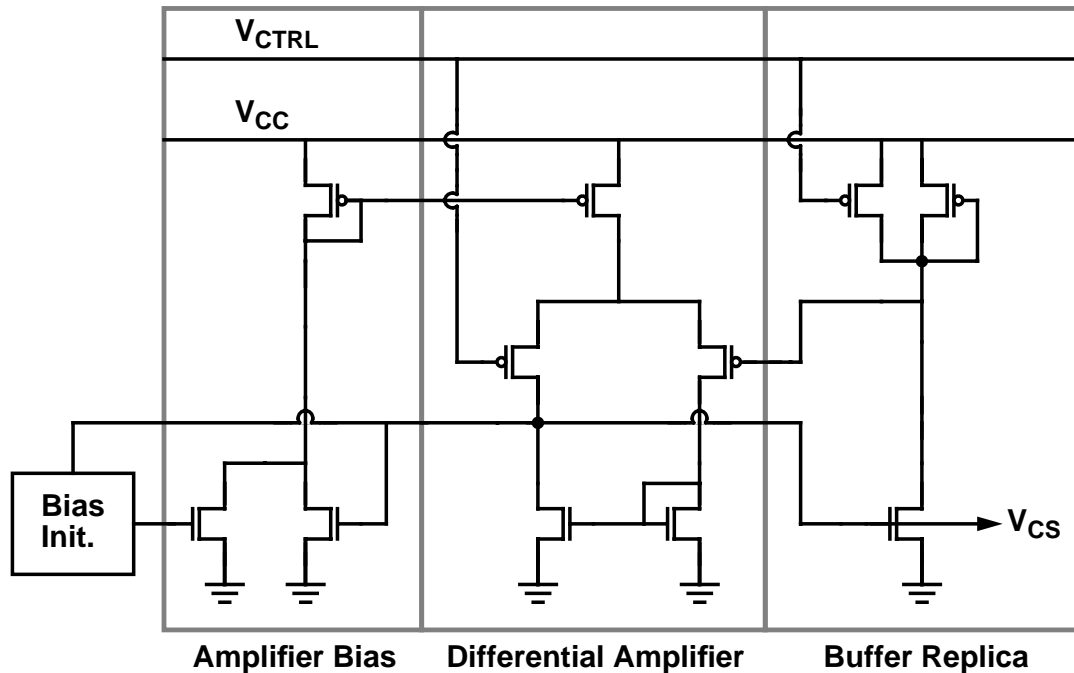 VCTRL
VCC
Bias
Init.
VCS
Amplifier Bias
Differential Amplifier
Buffer Replica